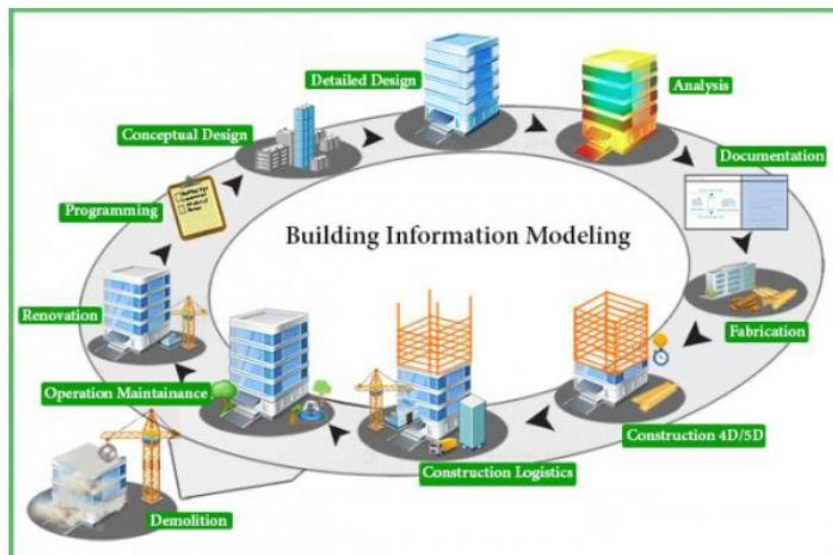 Detailed Design
Analysis
Conceptual Design
Documentation
Programming
Building Information Modeling
Renovation
Fabrication
Operation Maintainance
Construction 4D/5D
Construction Logistics
Demolition